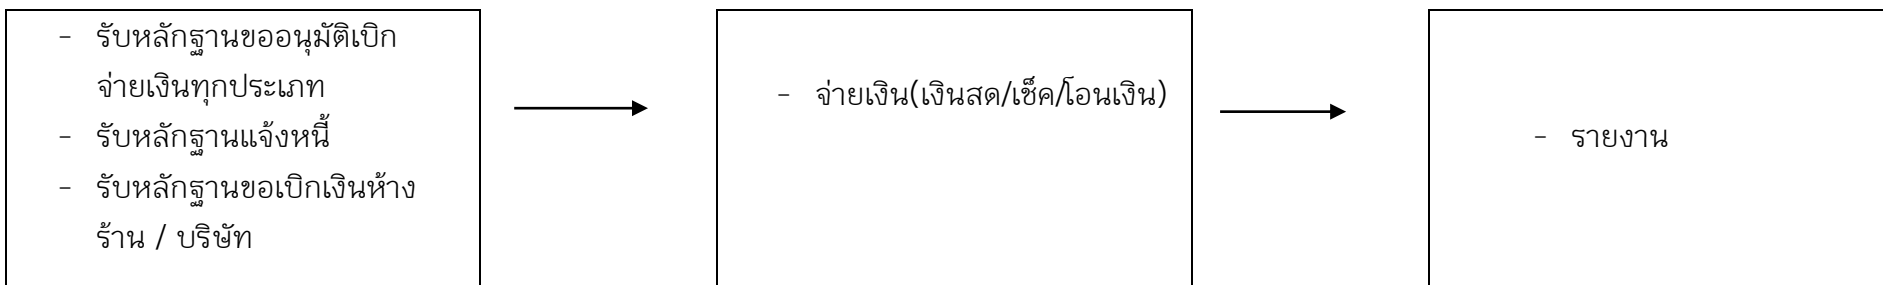 - รับหลักฐานขออนุมัติเบิก
จ่ายเงินทุกประเภท
- รับหลักฐานแจ้งหนี้
- รับหลักฐานขอเบิกเงินห้าง
ร้าน / บริษัท
- จ่ายเงิน(เงินสด/เช็ค/โอนเงิน)
- รายงาน